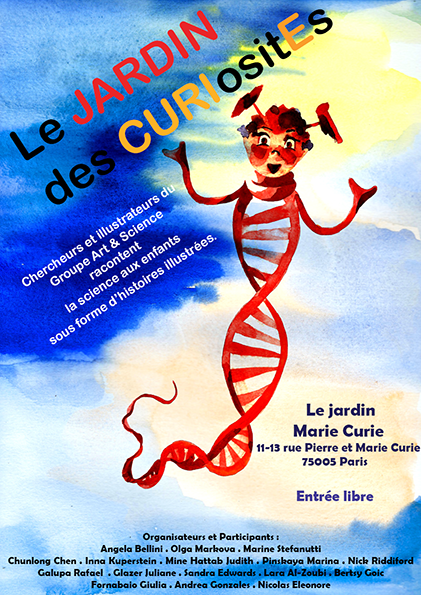 Le JARDIN
des CURIositEs
Chercheurs et illustrateurs du
Groupe Art & Science
racontent
la science aux enfants
sous forme d'histoires illustrées.
Le jardin
Marie Curie
11-13 rue Pierre et Marie Curie
75005 Paris
Entrée libre
Organisateurs et Participants :
Angela Bellini . Olga Markova . Marine Stefanutti
Chunlong Chen . Inna Kuperstein . Mine Hattab Judith . Pinskaya Marina . Nick Riddiford
Galupa Rafael . Glazer Juliane . Sandra Edwards . Lara Af-Zoubi . Bertsy Golc
Fornabaio Giulia . Andrea Gonzales . Nicolas Eleonore